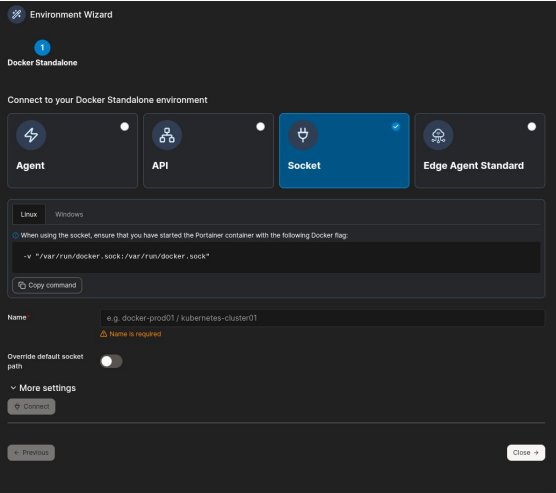 Environment Wizard
1
Docker Standalone
Connect to your Docker Standalone environment
Agent
API
Socket
Edge Agent Standard
Linux Windows
When using the socket, ensure that you have started the Portainer container with the following Docker flag:
-v "/var/run/docker.sock:/var/run/docker.sock"
Copy command
Name* e.g. docker-prod01 / kubernetes-cluster01
Name is required
Override default socket
path
More settings
Connect
← Previous Close →